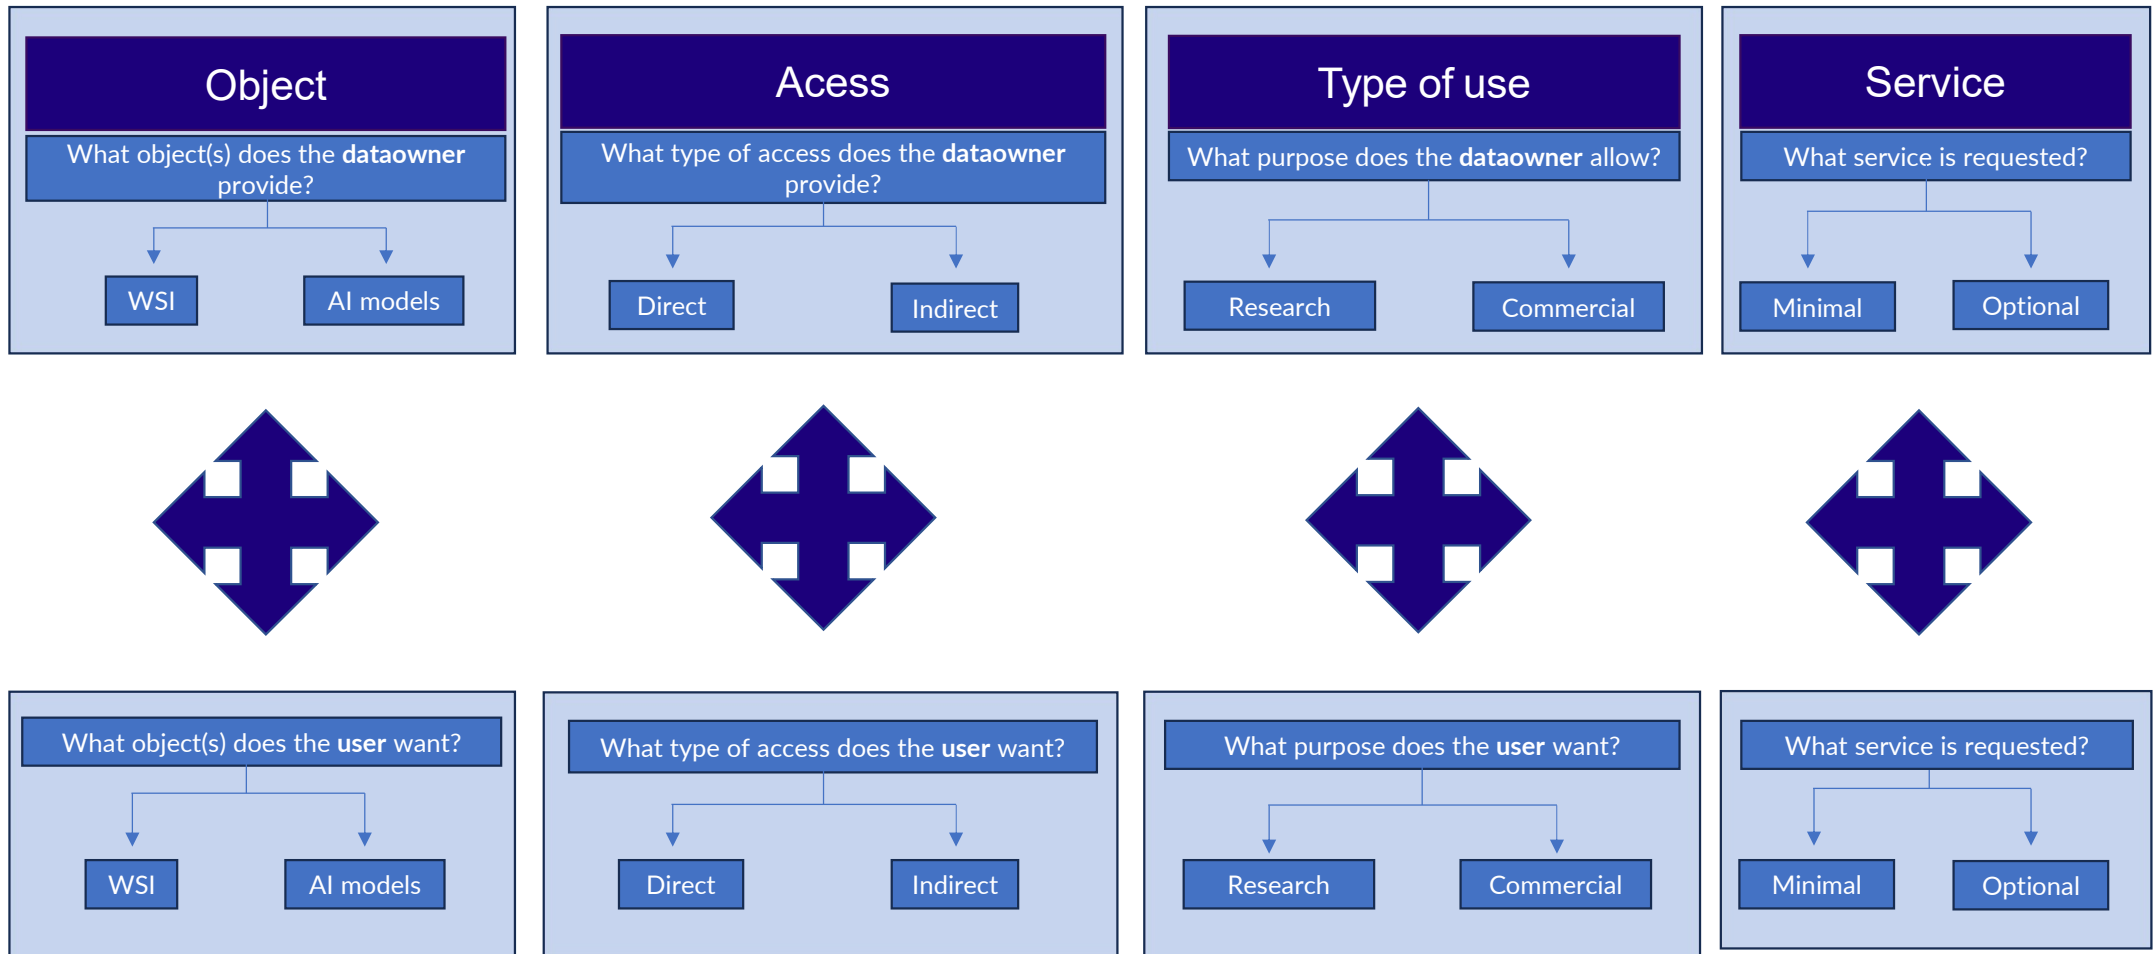 Object
What object(s) does the dataowner
provide?
WSI
AI models
Acess
What type of access does the dataowner
provide?
Direct
Indirect
Type of use
What purpose does the dataowner allow?
Research
Commercial
Service
What service is requested?
Minimal
Optional
What object(s) does the user want?
WSI
AI models
What type of access does the user want?
Direct
Indirect
What purpose does the user want?
Research
Commercial
What service is requested?
Minimal
Optional